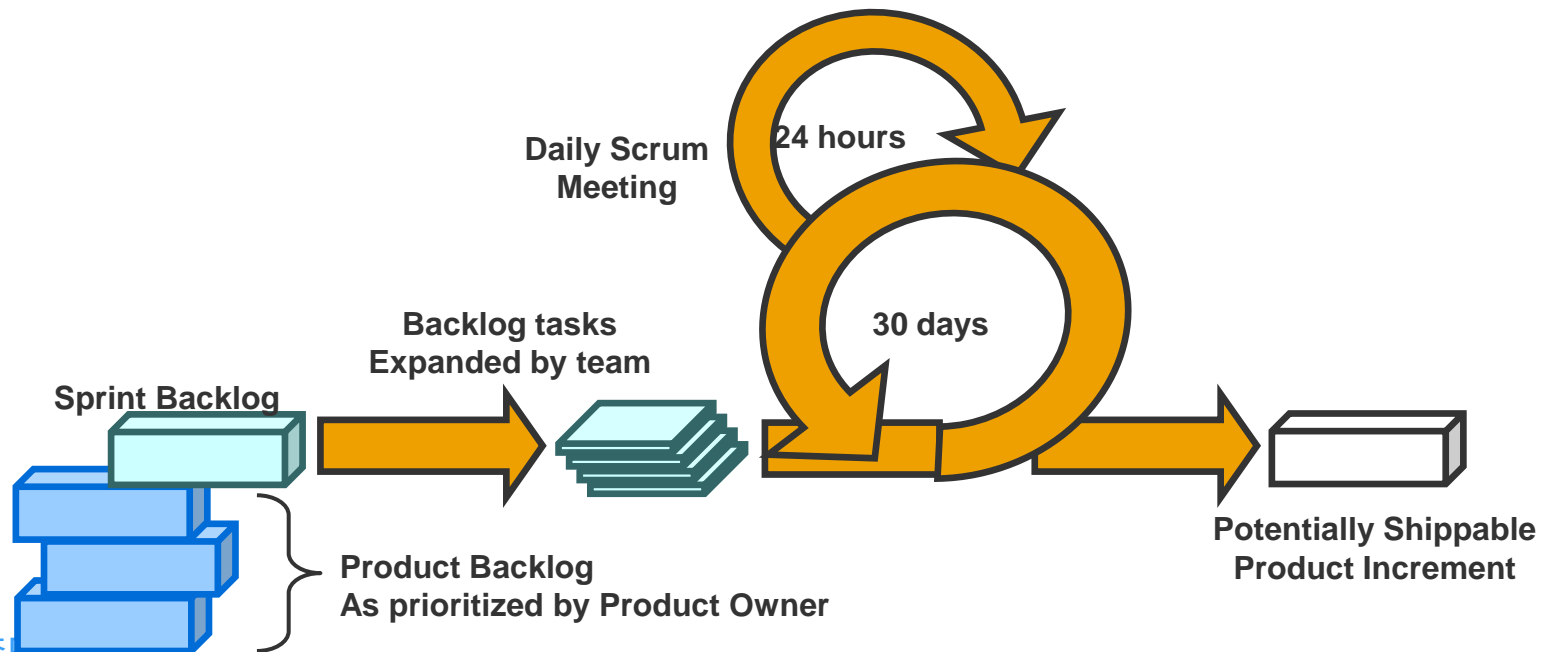 24 hours
Daily Scrum
Meeting
30 days
Backlog tasks
Expanded by team
Sprint Backlog
Potentially Shippable
Product Increment
Product Backlog
As prioritized by Product Owner